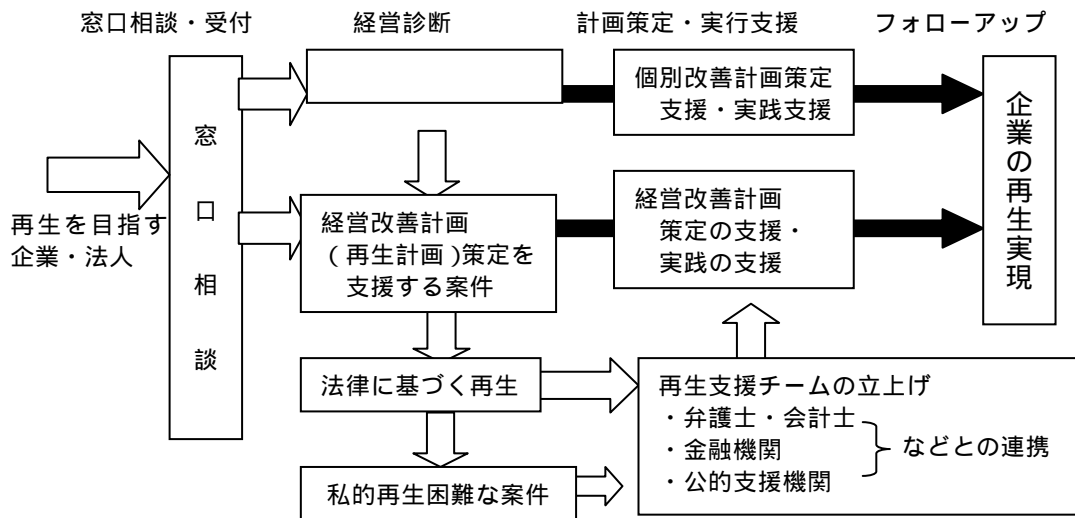 窓口相談・受付
経営診断
計画策定・実行支援
フォローアップ
窓口相談
再生を目指す
企業・法人
個別改善計画策定
支援・実践支援
経営改善計画
(再生計画)策定を
支援する案件
経営改善計画
策定の支援・
実践の支援
企業の再生実現
法律に基づく再生
私的再生困難な案件
再生支援チームの立上げ
・弁護士・会計士
・金融機関
・公的支援機関
などとの連携